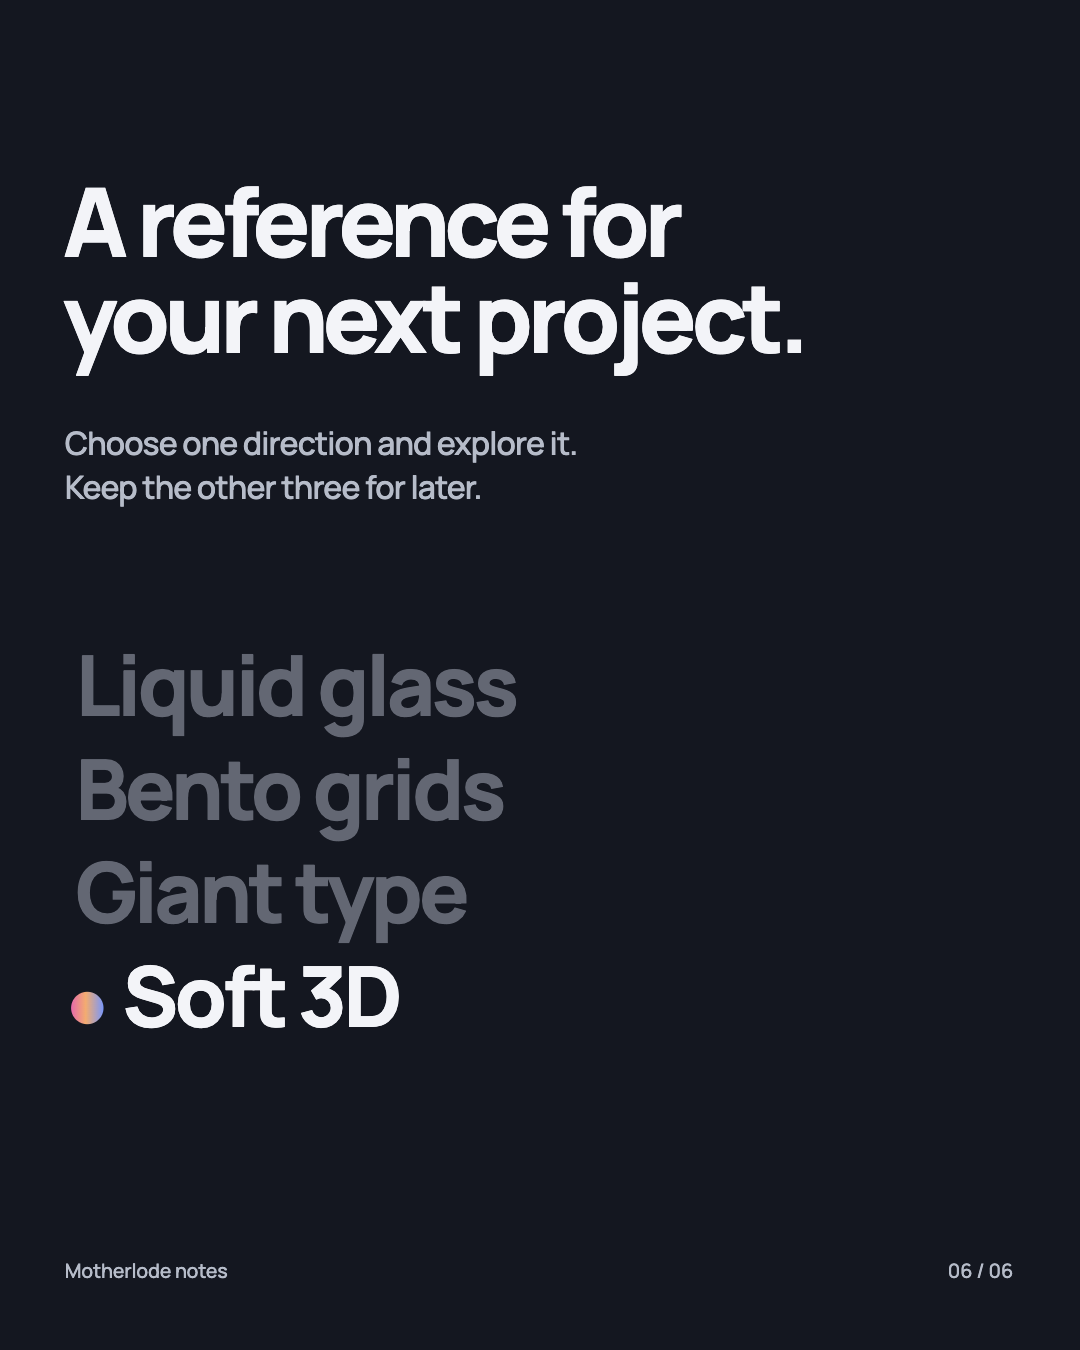 A reference for
your next project.
Choose one direction and explore it.
Keep the other three for later.
Liquid glass
Bento grids
Giant type
Soft 3D
Motherlode notes
06 / 06